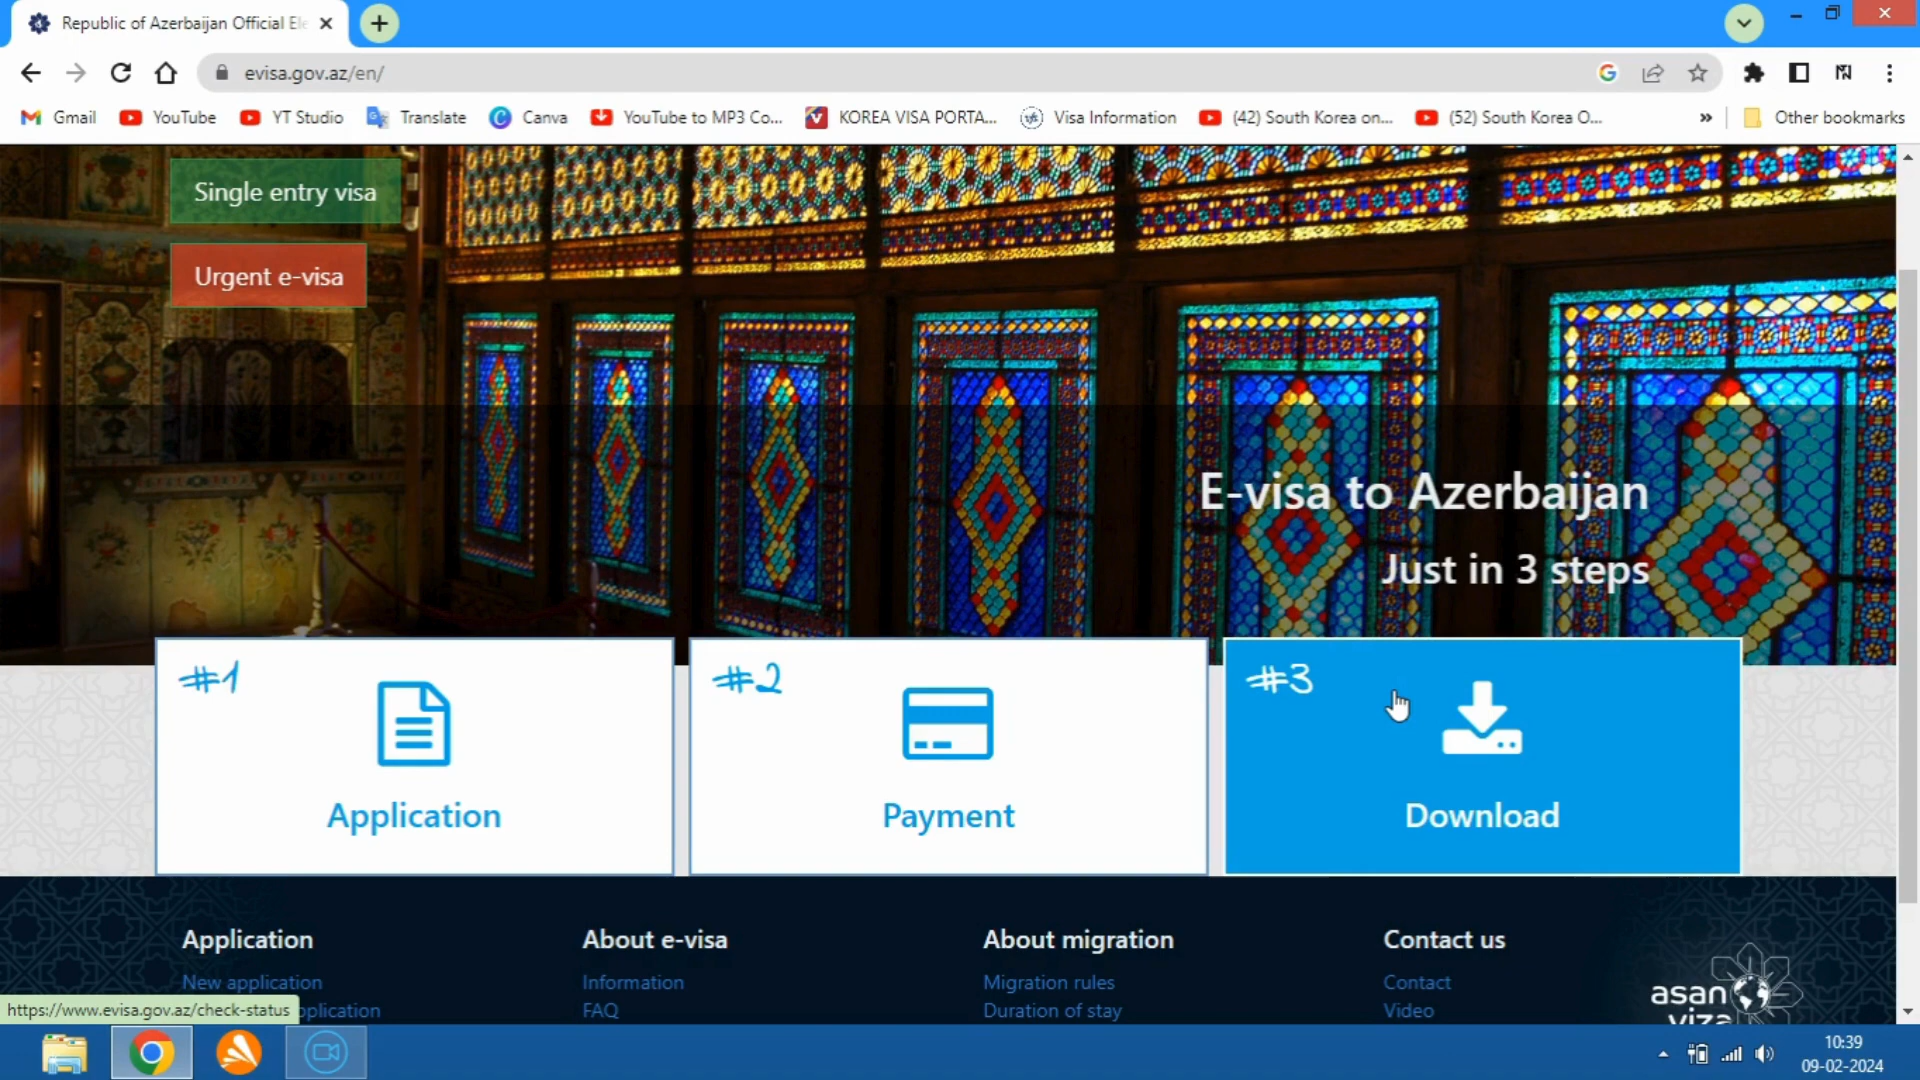 Republic of Azerbaijan Official Ele
evisa.gov.az/en/
Gmail
YouTube
YT Studio
Translate
Canva
YouTube to MP3 Co...
KOREA VISA PORTA...
Visa Information
(42) South Korea on...
(52) South Korea O...
»
Other bookmarks
Single entry visa
Urgent e-visa
E-visa to Azerbaijan
Just in 3 steps
#1
Application
#2
Payment
#3
Download
Application
New application
pplication
About e-visa
Information
FAQ
About migration
Migration rules
Duration of stay
Contact us
Contact
Video
asan
viza
https://www.evisa.gov.az/check-status
10:39
09-02-2024